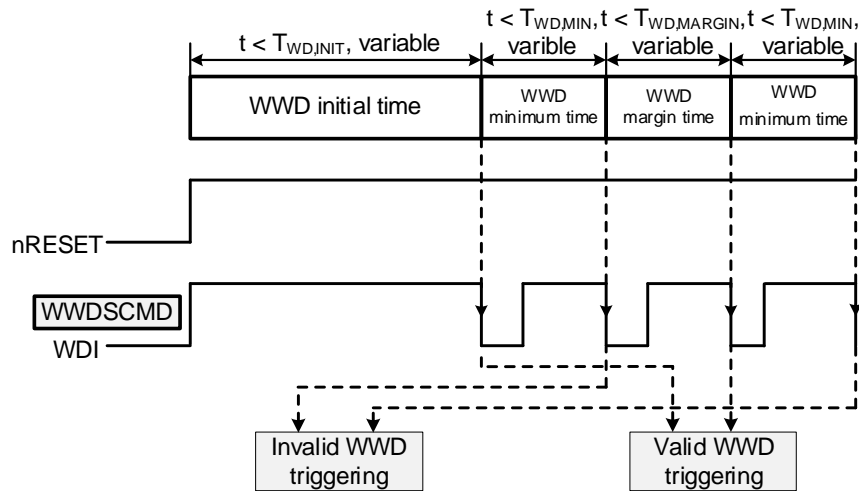 t < TWD,INIT, variable
t < TWD,MIN, varible
t < TWD,MARGIN, variable
t < TWD,MIN, variable
WWD initial time
WWD minimum time
WWD margin time
WWD minimum time
nRESET
WWDSCMD
WDI
Invalid WWD
triggering
Valid WWD
triggering